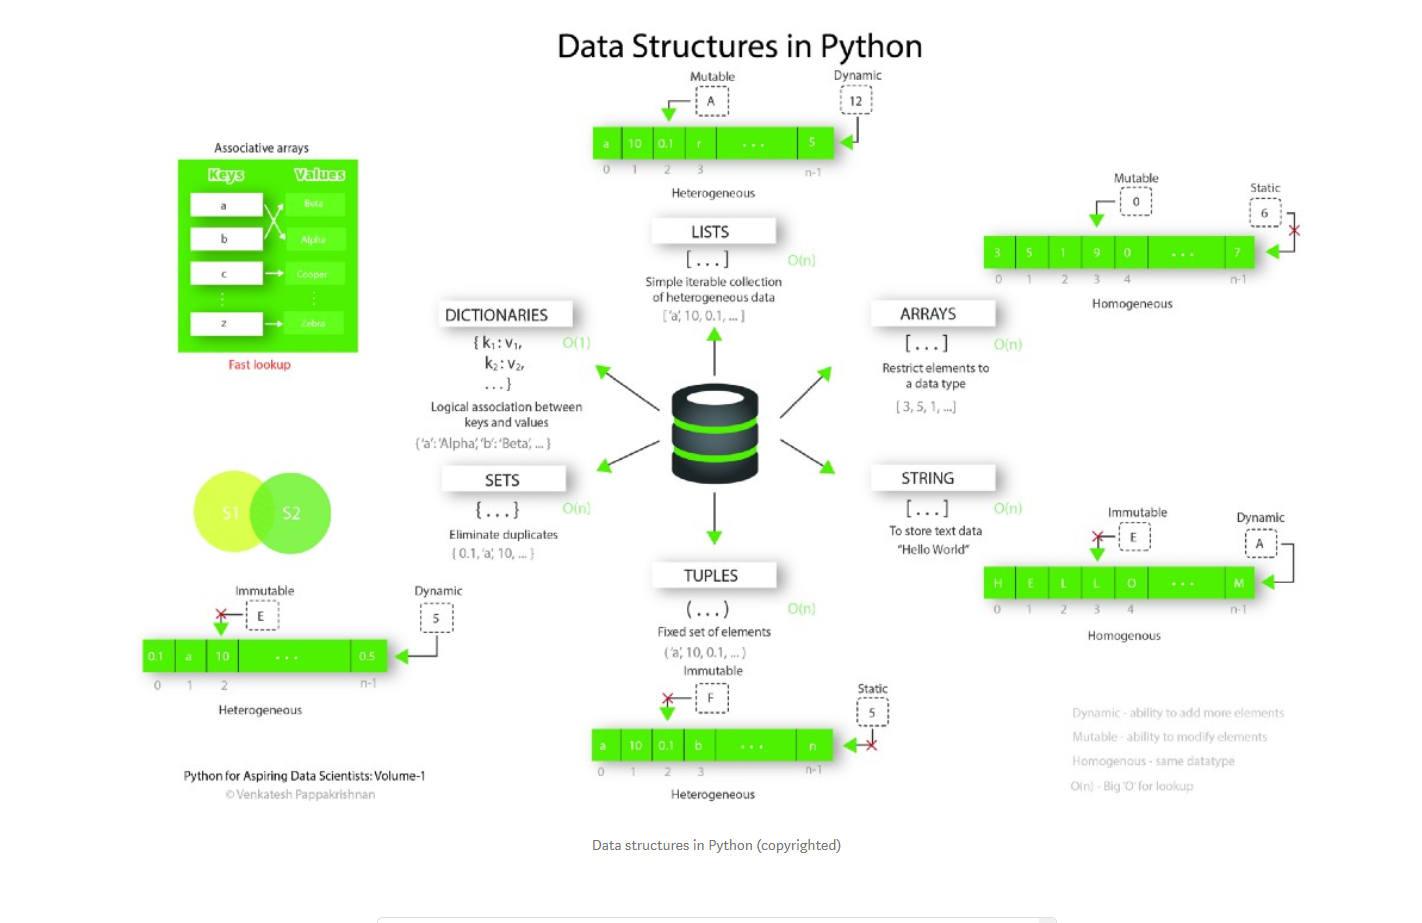 Data Structures in Python
Mutable
A
Dynamic
12
a 10 0.1 r ... 5
0 1 2 3 n-1
Heterogeneous
LISTS
[...]
O(n)
Simple iterable collection
of heterogeneous data
['a', 10, 0.1, ... ]
Associative arrays
Keys Values
a Beta
b Alpha
c Cooper
⋮ ⋮
z Zebra
Fast lookup
DICTIONARIES
{ k₁ : v₁,
k₂ : v₂,
... }
O(1)
Logical association between
keys and values
{ 'a': 'Alpha', 'b': 'Beta', ... }
Mutable
0
Static
6
3 5 1 9 0 ... 7
0 1 2 3 4 n-1
Homogeneous
ARRAYS
[...]
O(n)
Restrict elements to
a data type
[ 3, 5, 1, ...]
S1 S2
SETS
{...}
O(n)
Eliminate duplicates
{ 0.1, 'a', 10, ... }
Immutable
E
Dynamic
5
0.1 a 10 ... 0.5
0 1 2 n-1
Heterogeneous
STRING
[...]
O(n)
To store text data
“Hello World”
Immutable
E
Dynamic
A
H E L L O ... M
0 1 2 3 4 n-1
Homogenous
TUPLES
(...)
O(n)
Fixed set of elements
( 'a', 10, 0.1, ... )
Immutable
F
Static
5
a 10 0.1 b ... n
0 1 2 3 n-1
Heterogeneous
Dynamic - ability to add more elements
Mutable - ability to modify elements
Homogenous - same datatype
O(n) - Big 'O' for lookup
Python for Aspiring Data Scientists: Volume-1
© Venkatesh Pappakrishnan
Data structures in Python (copyrighted)